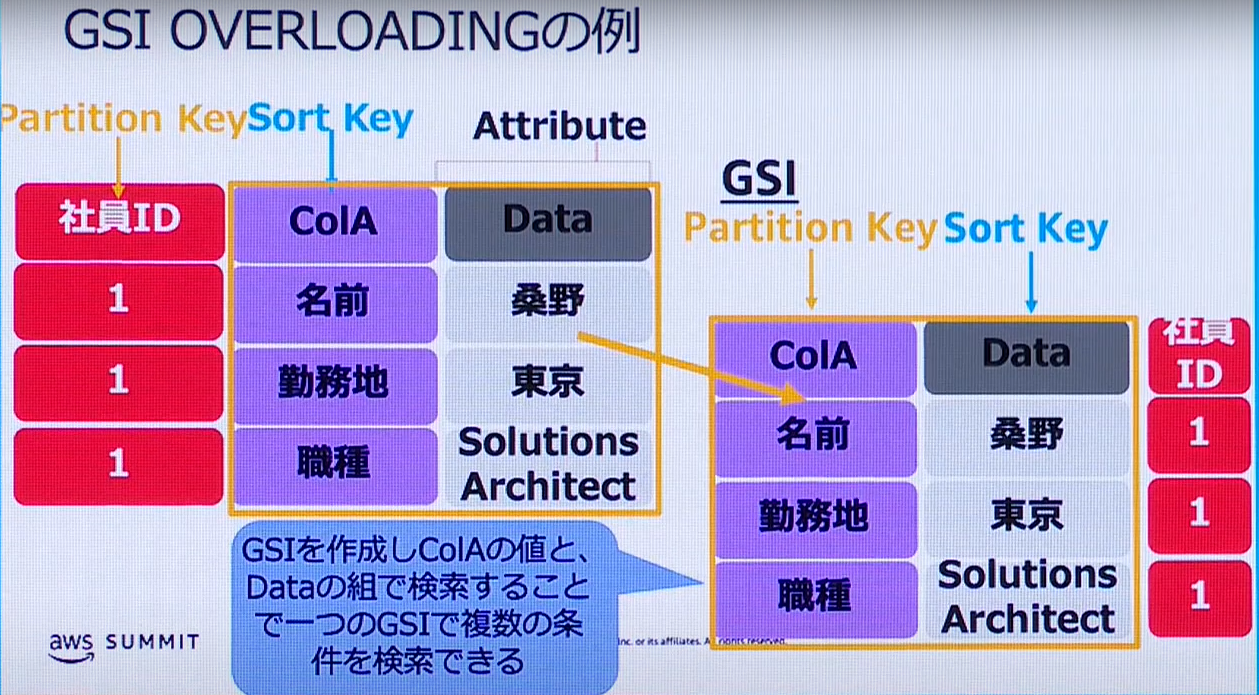 GSI OVERLOADINGの例
Partition Key Sort Key
Attribute
社員ID ColA Data
1 名前 桑野
1 勤務地 東京
1 職種 Solutions
Architect
GSI
Partition Key Sort Key
ColA Data 社員
ID
名前 桑野 1
勤務地 東京 1
職種 Solutions
Architect 1
GSIを作成しColAの値と、
Dataの組で検索すること
で一つのGSIで複数の条
件を検索できる
aws SUMMIT
Inc. or its affiliates. All rights reserved.